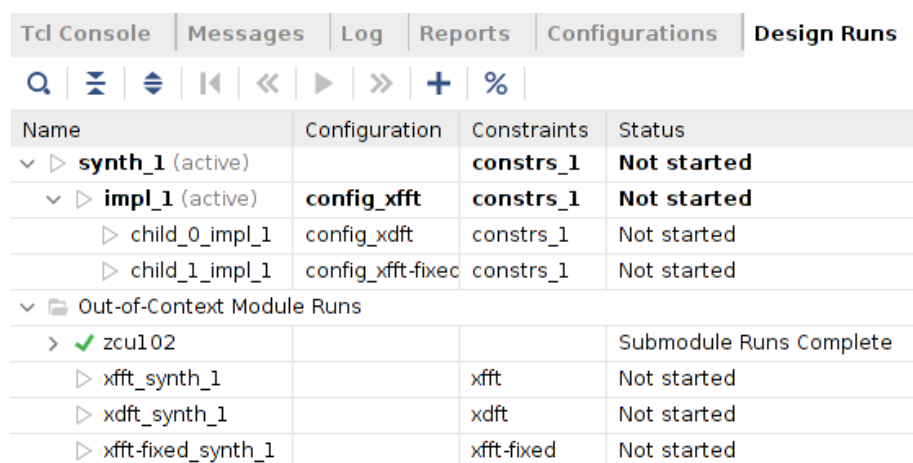 Tcl Console Messages Log Reports Configurations Design Runs
%
Name Configuration Constraints Status
synth_1 (active) constrs_1 Not started
impl_1 (active) config_xfft constrs_1 Not started
child_0_impl_1 config_xdft constrs_1 Not started
child_1_impl_1 config_xfft-fixed constrs_1 Not started
Out-of-Context Module Runs
zcu102 Submodule Runs Complete
xfft_synth_1 xfft Not started
xdft_synth_1 xdft Not started
xfft-fixed_synth_1 xfft-fixed Not started